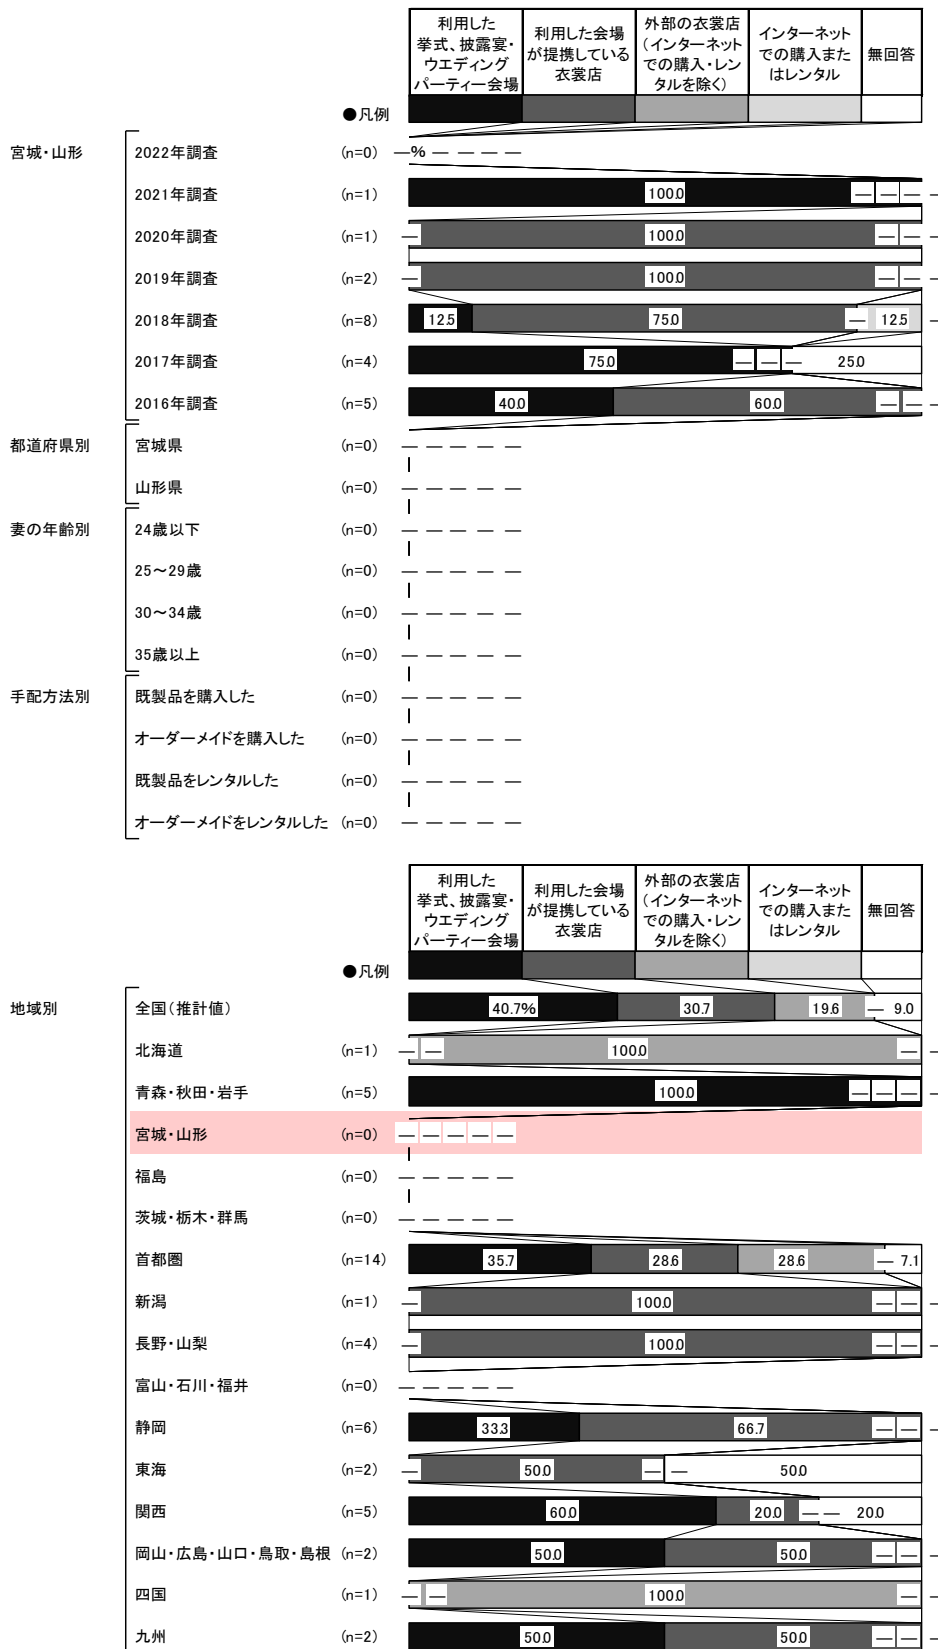 利用した
挙式、披露宴・
ウエディング
パーティー会場
利用した会場
が提携している
衣裳店
外部の衣裳店
(インターネット
での購入・レン
タルを除く)
インターネット
での購入また
はレンタル
無回答
●凡例
宮城・山形 2022年調査 (n=0) — % — — — —
2021年調査 (n=1) 100.0 — — — —
2020年調査 (n=1) — 100.0 — — —
2019年調査 (n=2) — 100.0 — — —
2018年調査 (n=8) 12.5 75.0 — 12.5 —
2017年調査 (n=4) 75.0 — — — 25.0
2016年調査 (n=5) 40.0 60.0 — — —
都道府県別 宮城県 (n=0) — — — — —
山形県 (n=0) — — — — —
妻の年齢別 24歳以下 (n=0) — — — — —
25～29歳 (n=0) — — — — —
30～34歳 (n=0) — — — — —
35歳以上 (n=0) — — — — —
手配方法別 既製品を購入した (n=0) — — — — —
オーダーメイドを購入した (n=0) — — — — —
既製品をレンタルした (n=0) — — — — —
オーダーメイドをレンタルした (n=0) — — — — —
利用した
挙式、披露宴・
ウエディング
パーティー会場
利用した会場
が提携している
衣裳店
外部の衣裳店
(インターネット
での購入・レン
タルを除く)
インターネット
での購入また
はレンタル
無回答
●凡例
地域別 全国(推計値) 40.7% 30.7 19.6 — 9.0
北海道 (n=1) — — 100.0 — —
青森・秋田・岩手 (n=5) 100.0 — — — —
宮城・山形 (n=0) — — — — —
福島 (n=0) — — — — —
茨城・栃木・群馬 (n=0) — — — — —
首都圏 (n=14) 35.7 28.6 28.6 — 7.1
新潟 (n=1) — 100.0 — — —
長野・山梨 (n=4) — 100.0 — — —
富山・石川・福井 (n=0) — — — — —
静岡 (n=6) 33.3 66.7 — — —
東海 (n=2) — 50.0 — — 50.0
関西 (n=5) 60.0 20.0 — — 20.0
岡山・広島・山口・鳥取・島根 (n=2) 50.0 50.0 — — —
四国 (n=1) — — 100.0 — —
九州 (n=2) 50.0 50.0 — — —